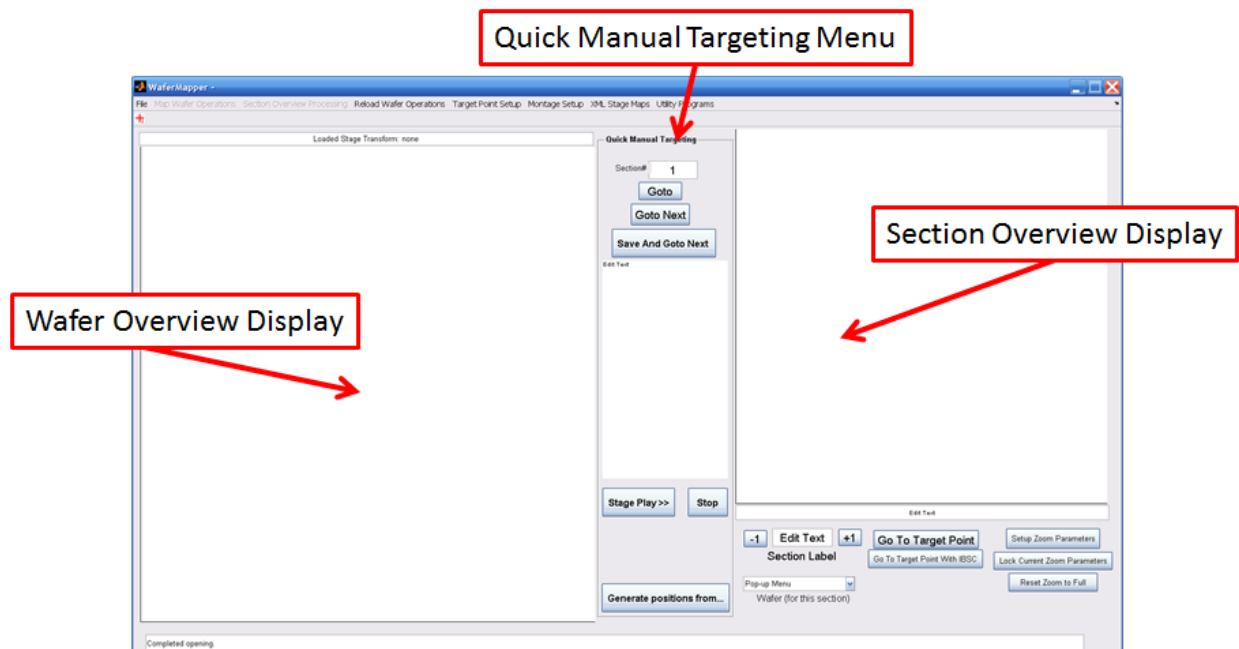 Quick Manual Targeting Menu
WaferMapper -
File Map Wafer Operations Section Overview Processing Reload Wafer Operations Target Point Setup Montage Setup XML Stage Maps Utility Programs
Loaded Stage Transform: none
Quick Manual Targeting
Section# 1
Goto
Goto Next
Save And Goto Next
Edit Text
Section Overview Display
Wafer Overview Display
Stage Play>> Stop
Edit Text
-1 Edit Text +1
Section Label
Go To Target Point
Go To Target Point With IBSC
Setup Zoom Parameters
Lock Current Zoom Parameters
Reset Zoom to Full
Pop-up Menu
Wafer (for this section)
Generate positions from...
Completed opening.